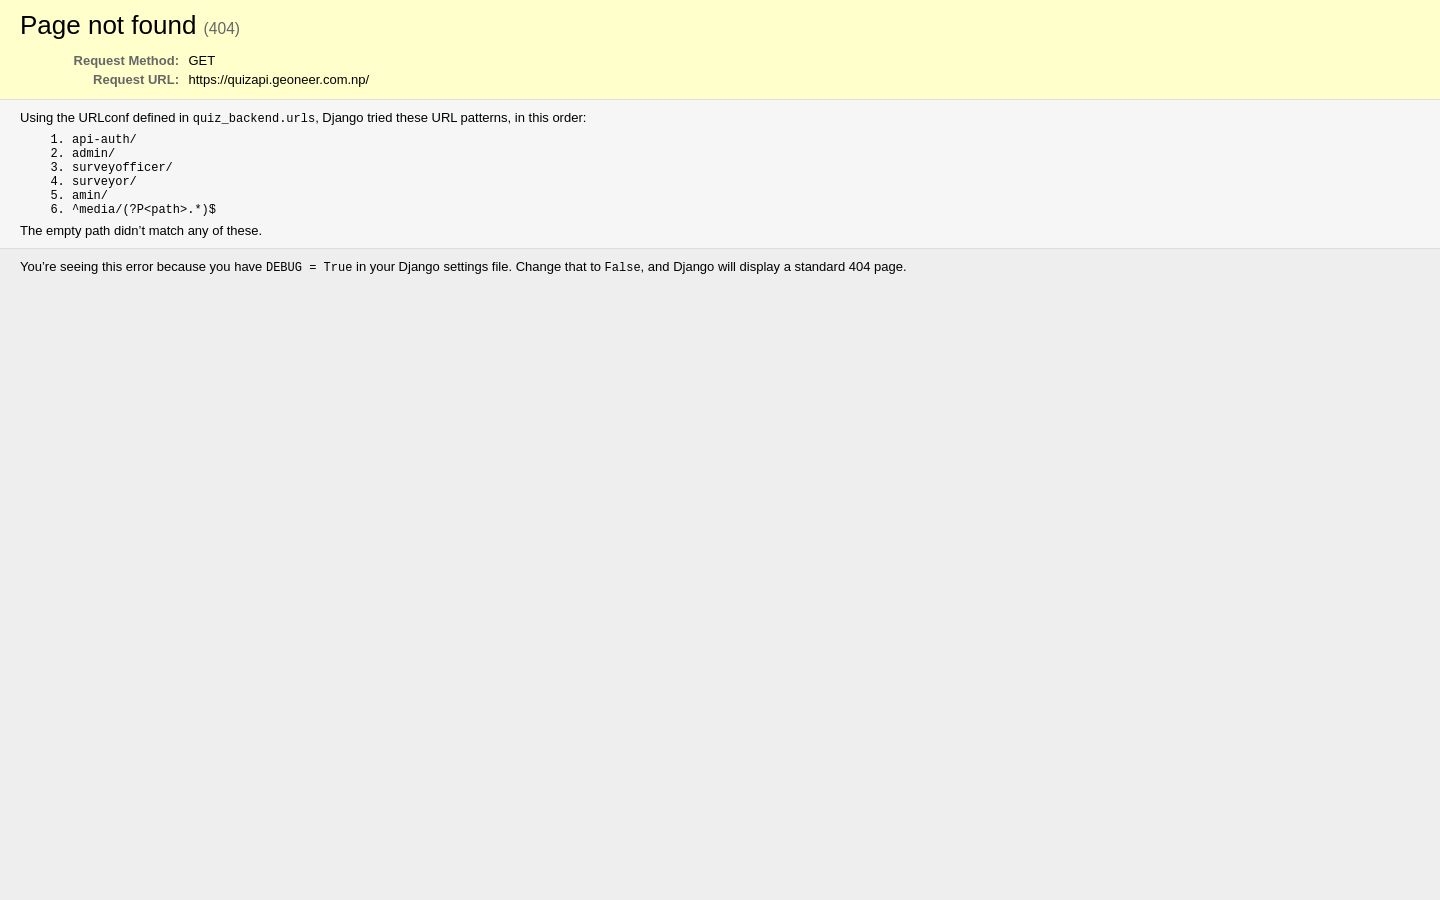 Page not found (404)
Request Method: GET
Request URL: https://quizapi.geoneer.com.np/
Using the URLconf defined in quiz_backend.urls, Django tried these URL patterns, in this order:
1. api-auth/
2. admin/
3. surveyofficer/
4. surveyor/
5. amin/
6. ^media/(?P<path>.*)$
The empty path didn’t match any of these.
You’re seeing this error because you have DEBUG = True in your Django settings file. Change that to False, and Django will display a standard 404 page.